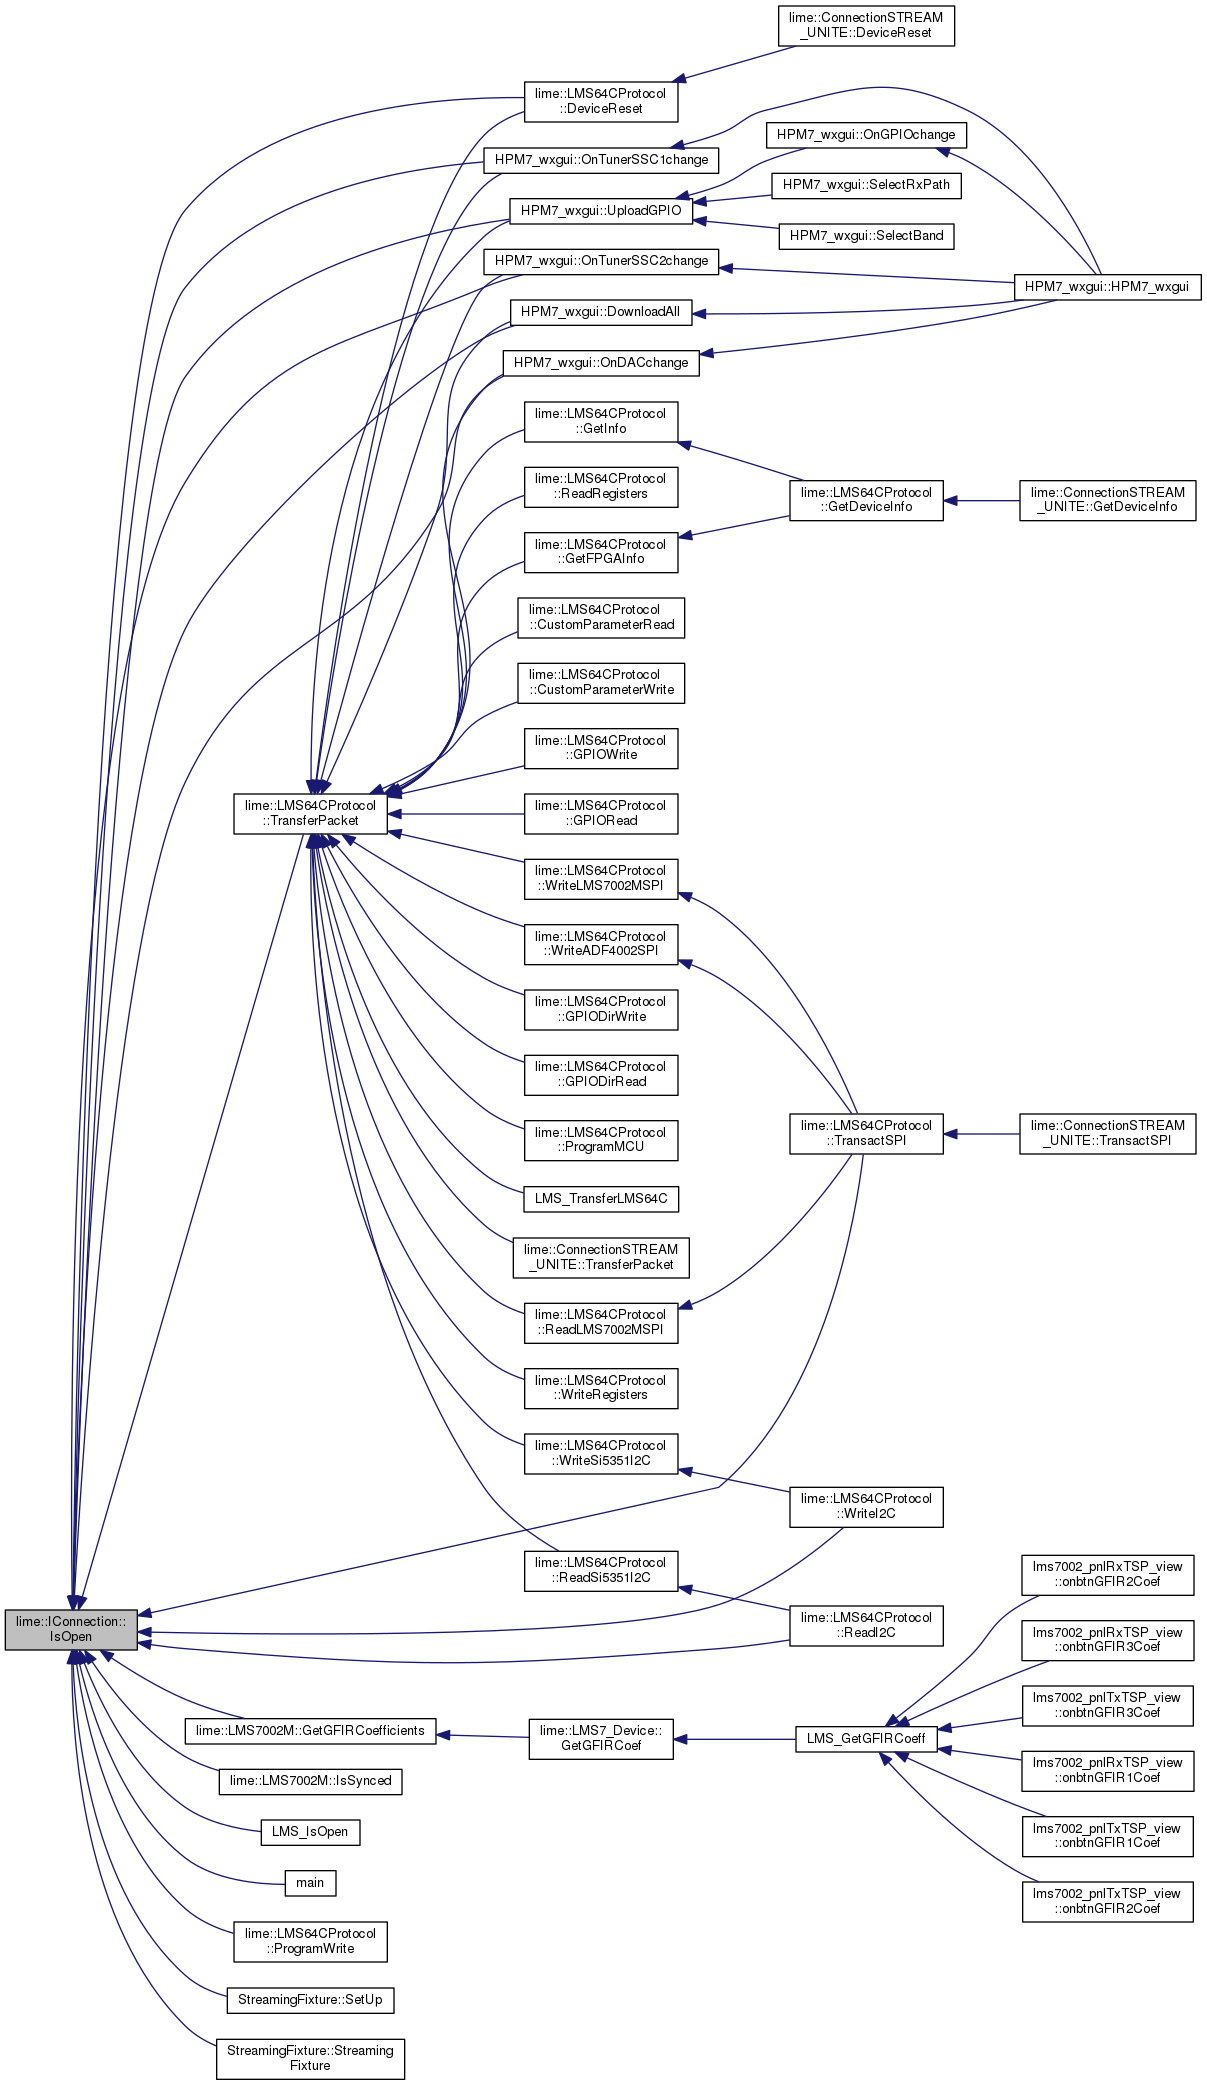 lime::ConnectionSTREAM
_UNITE::DeviceReset
lime::LMS64CProtocol
::DeviceReset
HPM7_wxgui::OnGPIOchange
HPM7_wxgui::OnTunerSSC1change
HPM7_wxgui::SelectRxPath
HPM7_wxgui::UploadGPIO
HPM7_wxgui::SelectBand
HPM7_wxgui::OnTunerSSC2change
HPM7_wxgui::HPM7_wxgui
HPM7_wxgui::DownloadAll
HPM7_wxgui::OnDACchange
lime::LMS64CProtocol
::GetInfo
lime::LMS64CProtocol
::ReadRegisters
lime::LMS64CProtocol
::GetDeviceInfo
lime::ConnectionSTREAM
_UNITE::GetDeviceInfo
lime::LMS64CProtocol
::GetFPGAInfo
lime::LMS64CProtocol
::CustomParameterRead
lime::LMS64CProtocol
::CustomParameterWrite
lime::LMS64CProtocol
::GPIOWrite
lime::LMS64CProtocol
::TransferPacket
lime::LMS64CProtocol
::GPIORead
lime::LMS64CProtocol
::WriteLMS7002MSPI
lime::LMS64CProtocol
::WriteADF4002SPI
lime::LMS64CProtocol
::GPIODirWrite
lime::LMS64CProtocol
::GPIODirRead
lime::LMS64CProtocol
::ProgramMCU
lime::LMS64CProtocol
::TransactSPI
lime::ConnectionSTREAM
_UNITE::TransactSPI
LMS_TransferLMS64C
lime::ConnectionSTREAM
_UNITE::TransferPacket
lime::LMS64CProtocol
::ReadLMS7002MSPI
lime::LMS64CProtocol
::WriteRegisters
lime::LMS64CProtocol
::WriteSi5351I2C
lime::LMS64CProtocol
::WriteI2C
lime::LMS64CProtocol
::ReadSi5351I2C
lime::LMS64CProtocol
::ReadI2C
lime::IConnection::
IsOpen
lms7002_pnlRxTSP_view
::onbtnGFIR2Coef
lms7002_pnlRxTSP_view
::onbtnGFIR3Coef
lms7002_pnlTxTSP_view
::onbtnGFIR3Coef
lime::LMS7002M::GetGFIRCoefficients
lime::LMS7_Device::
GetGFIRCoef
LMS_GetGFIRCoeff
lms7002_pnlRxTSP_view
::onbtnGFIR1Coef
lime::LMS7002M::IsSynced
lms7002_pnlTxTSP_view
::onbtnGFIR1Coef
LMS_IsOpen
lms7002_pnlTxTSP_view
::onbtnGFIR2Coef
main
lime::LMS64CProtocol
::ProgramWrite
StreamingFixture::SetUp
StreamingFixture::Streaming
Fixture